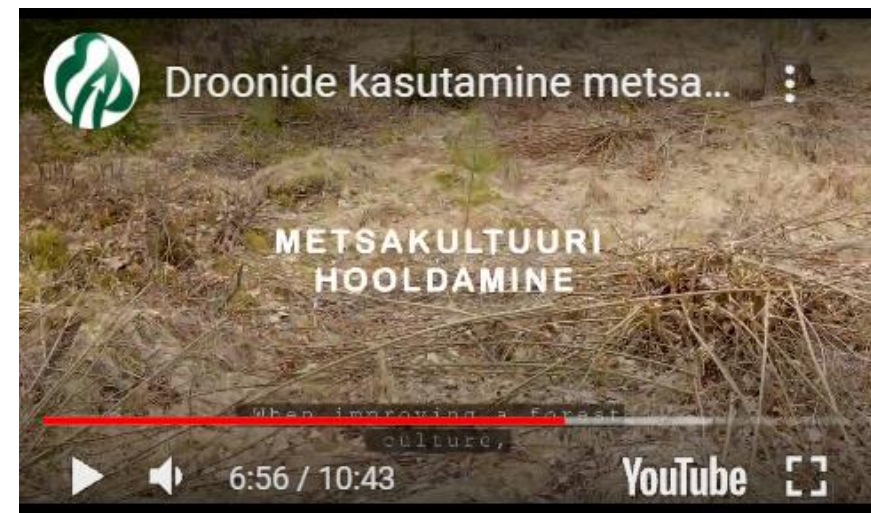 Droonide kasutamine metsa...
METSAKULTUURI
HOOLDAMINE
When improving a forest
culture,
6:56 / 10:43
YouTube